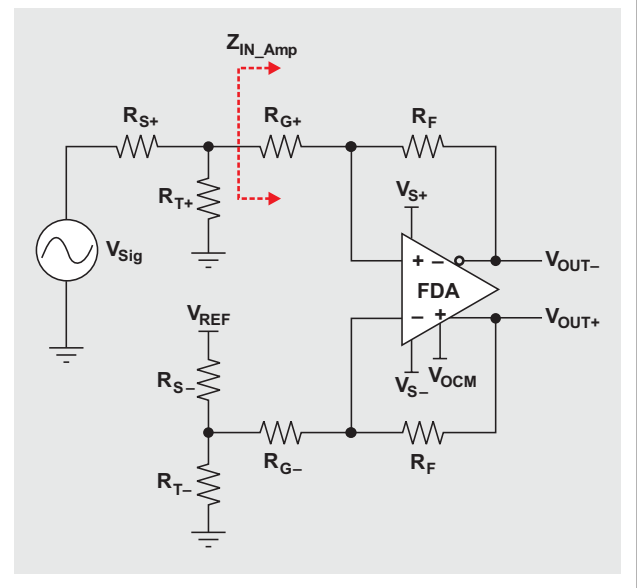 Z_IN_Amp
R_S+
R_G+
R_F
R_T+
V_S+
V_Sig
+ −
V_OUT−
FDA
V_REF
− +
V_OUT+
V_S−
V_OCM
R_S−
R_G−
R_F
R_T−